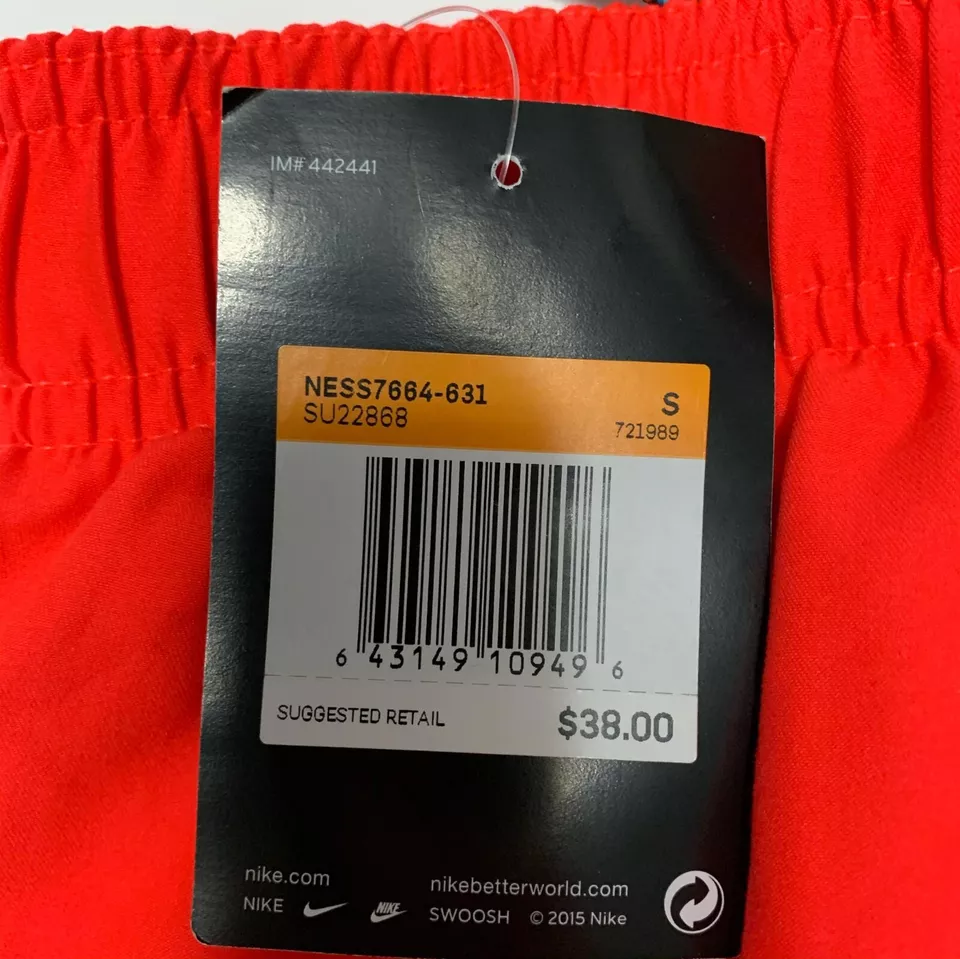 IM# 442441
NESS7664-631
SU22868
S
721989
6 43149 10949 6
SUGGESTED RETAIL $38.00
nike.com
nikebetterworld.com
NIKE NIKE SWOOSH © 2015 Nike